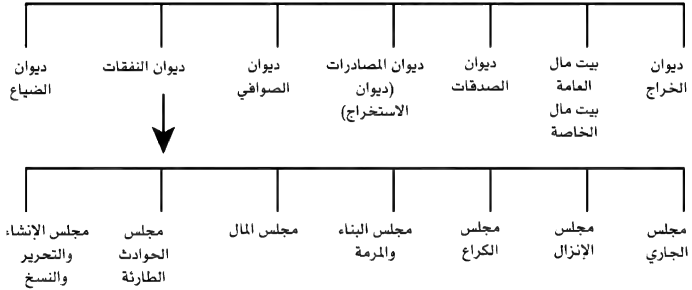 ديوان
الخراج
بيت مال
العامة
بيت مال
الخاصة
ديوان
الصدقات
ديوان المصادرات
(ديوان
الاستخراج)
ديوان
الصوافي
ديوان النفقات
ديوان
الضياع
مجلس
الجاري
مجلس
الإنزال
مجلس
الكراع
مجلس البناء
والمرمة
مجلس المال
مجلس
الحوادث
الطارئة
مجلس الإنشاء
والتحرير
والنسخ